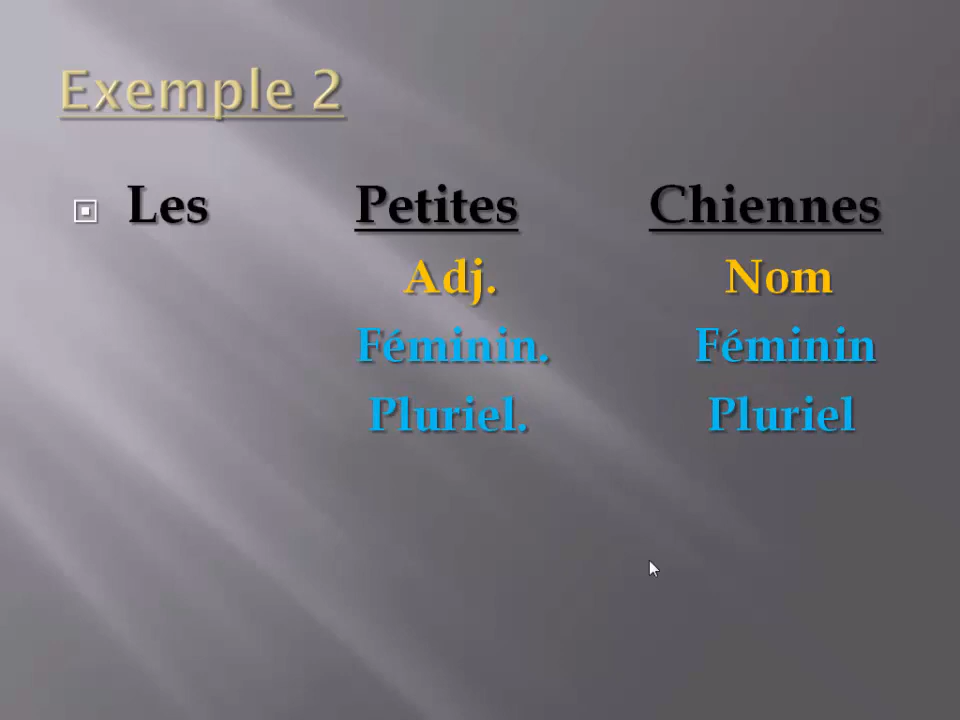 Exemple 2
Les Petites Chiennes
Adj. Nom
Féminin. Féminin
Pluriel. Pluriel